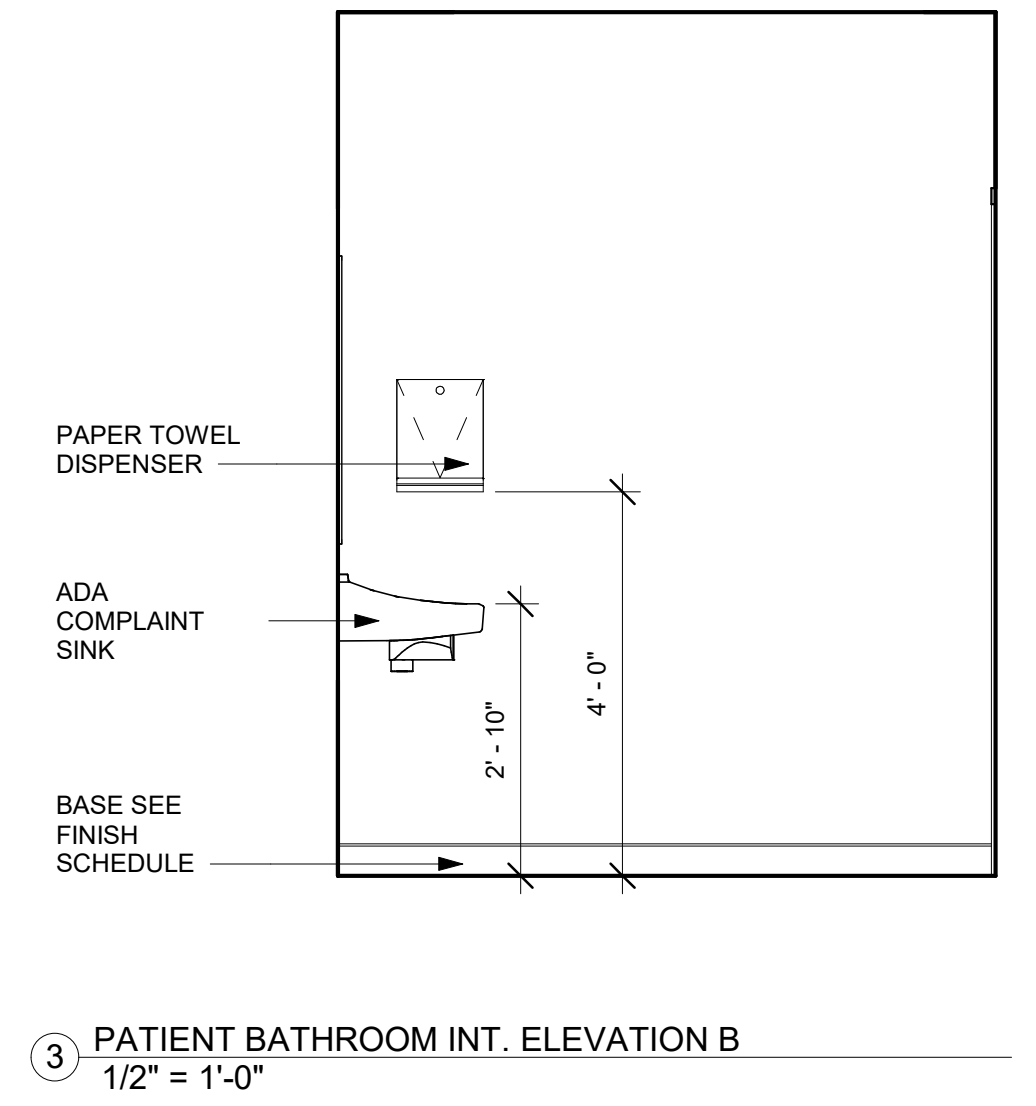 PAPER TOWEL
DISPENSER
ADA
COMPLAINT
SINK
4' - 0"
2' - 10"
BASE SEE
FINISH
SCHEDULE
3
PATIENT BATHROOM INT. ELEVATION B
1/2" = 1'-0"